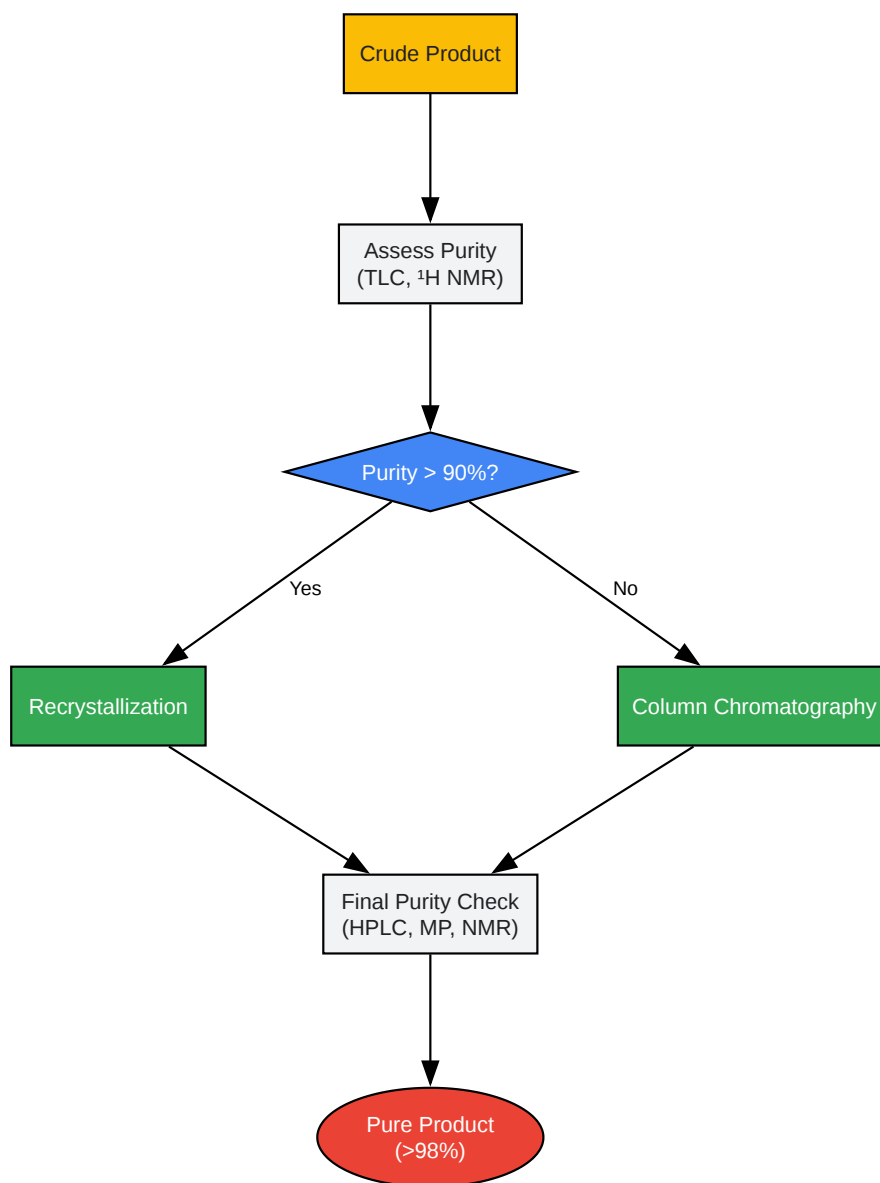 Crude Product
Assess Purity
(TLC, ¹H NMR)
Purity > 90%?
Yes
No
Recrystallization
Column Chromatography
Final Purity Check
(HPLC, MP, NMR)
Pure Product
(>98%)